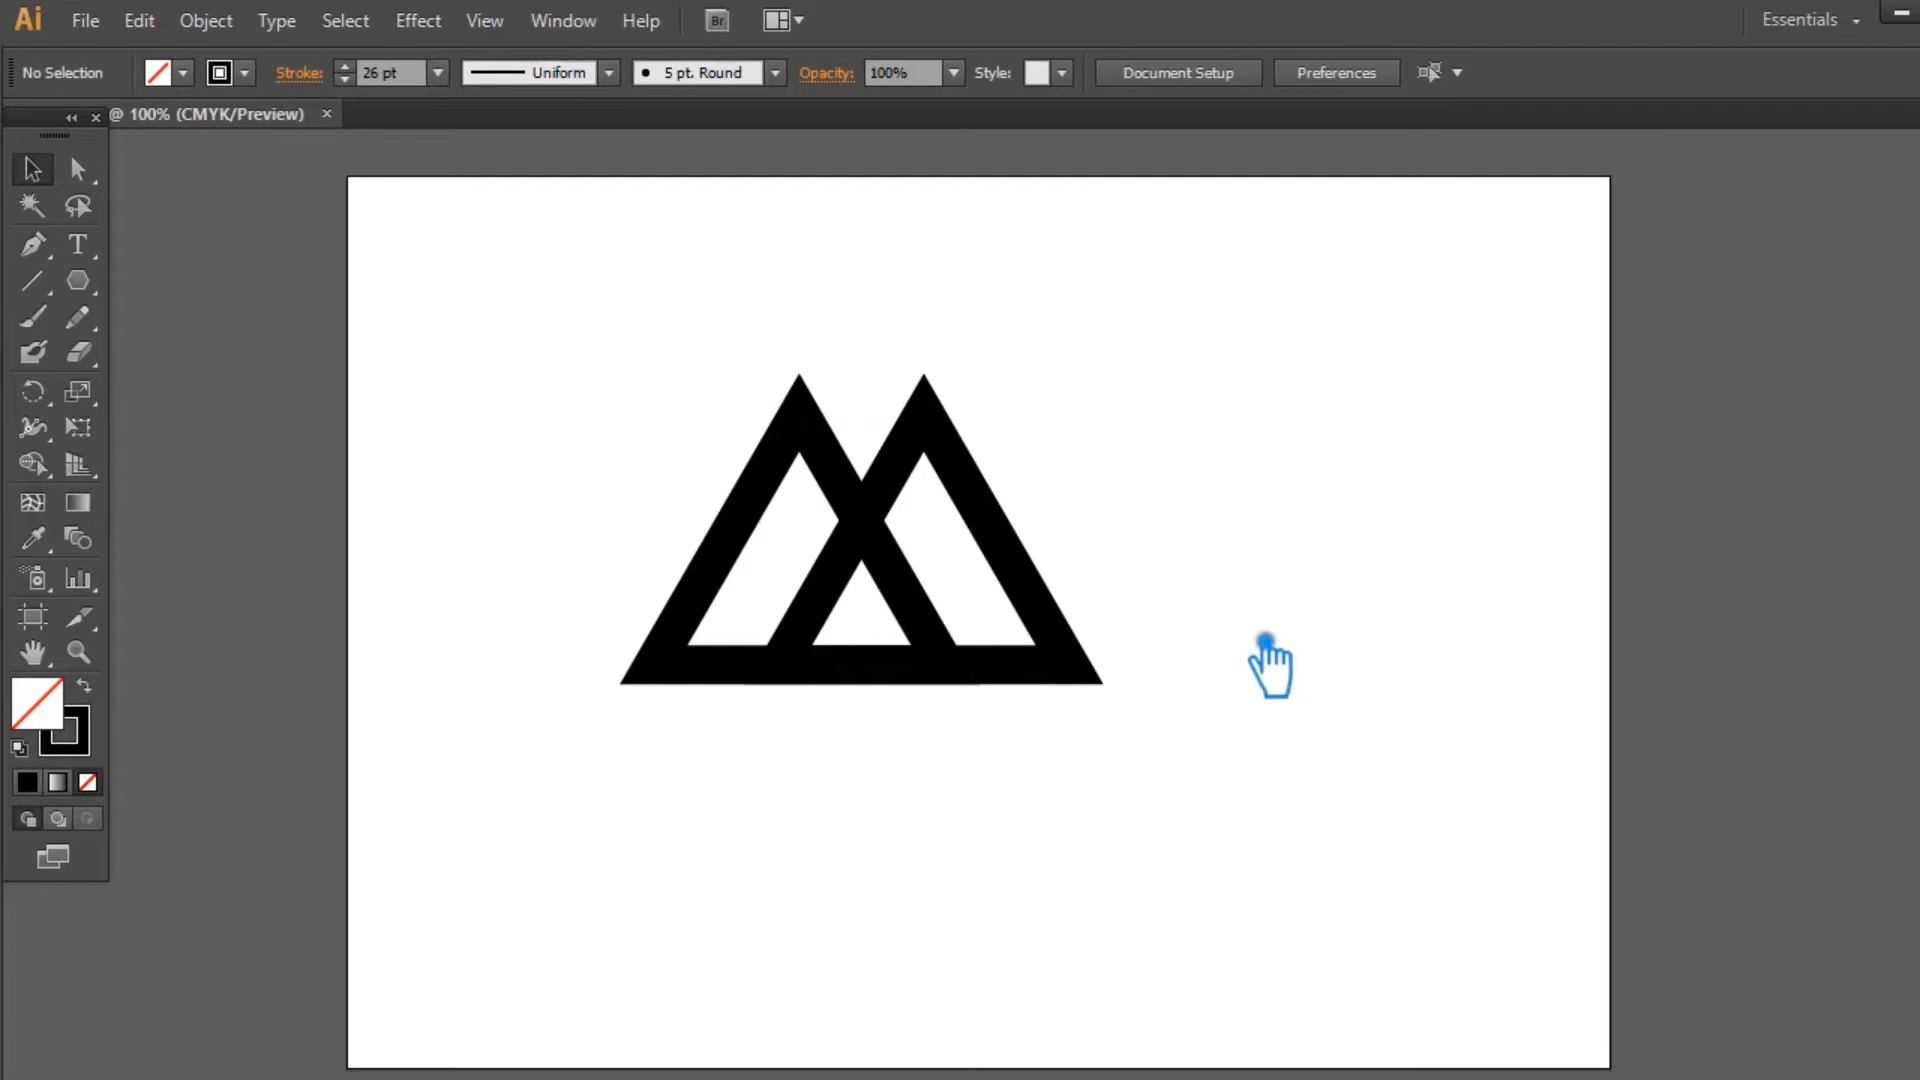 Ai File Edit Object Type Select Effect View Window Help Br Essentials
No Selection Stroke: 26 pt Uniform 5 pt. Round Opacity: 100% Style: Document Setup Preferences
@ 100% (CMYK/Preview) ×
T